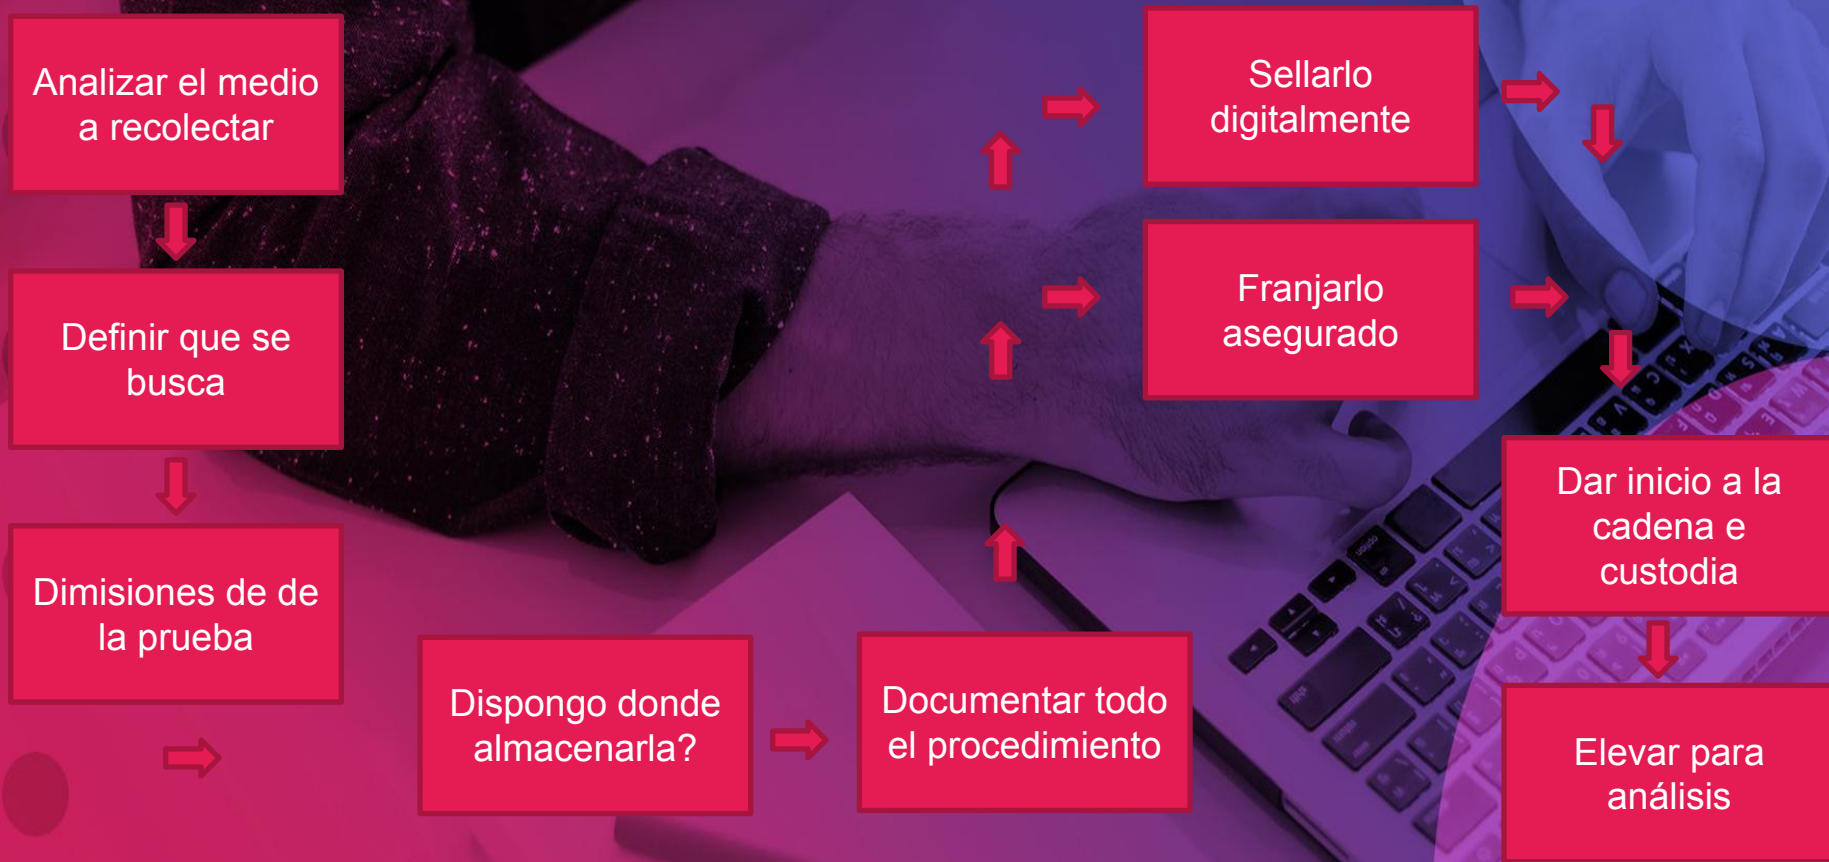 Analizar el medio
a recolectar
Definir que se
busca
Dimisiones de de
la prueba
Dispongo donde
almacenarla?
Documentar todo
el procedimiento
Sellarlo
digitalmente
Franjarlo
asegurado
Dar inicio a la
cadena e
custodia
Elevar para
análisis